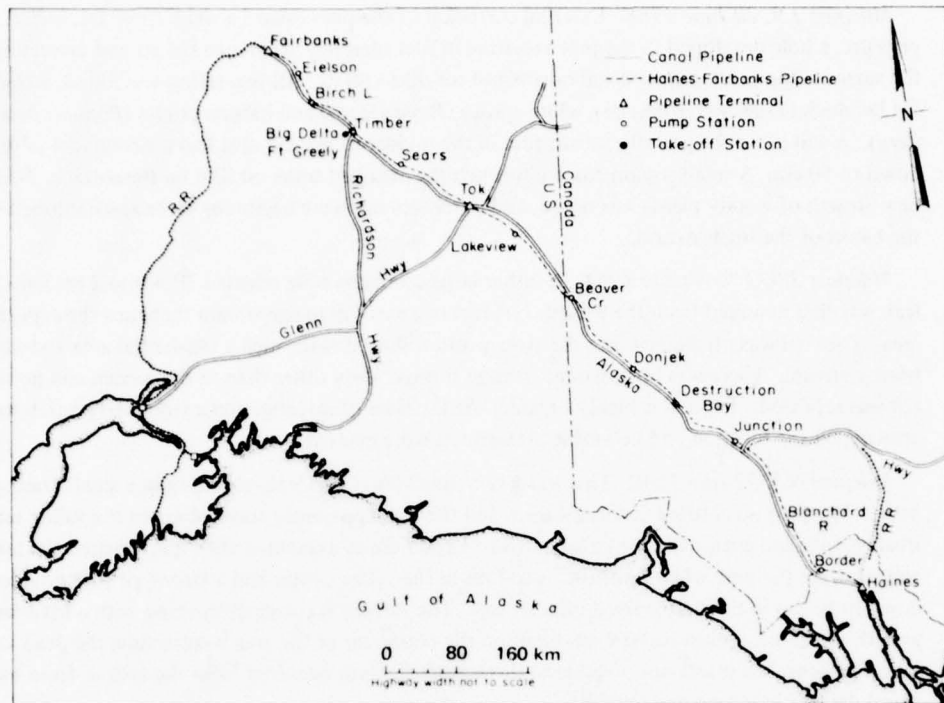 Fairbanks
Eielson
Birch L.
Timber
Big Delta
Ft. Greely
Sears
Tok
Lakeview
Beaver
Cr.
Donjek
Destruction
Bay
Junction
Blanchard
R.
Border
Haines
R.R.
Richardson
Hwy
Glenn
Hwy
Canada
U.S.
Alaska
Hwy
R R
Canol Pipeline
Haines-Fairbanks Pipeline
Pipeline Terminal
Pump Station
Take-off Station
N
Gulf of Alaska
0 80 160 km
Highway width not to scale